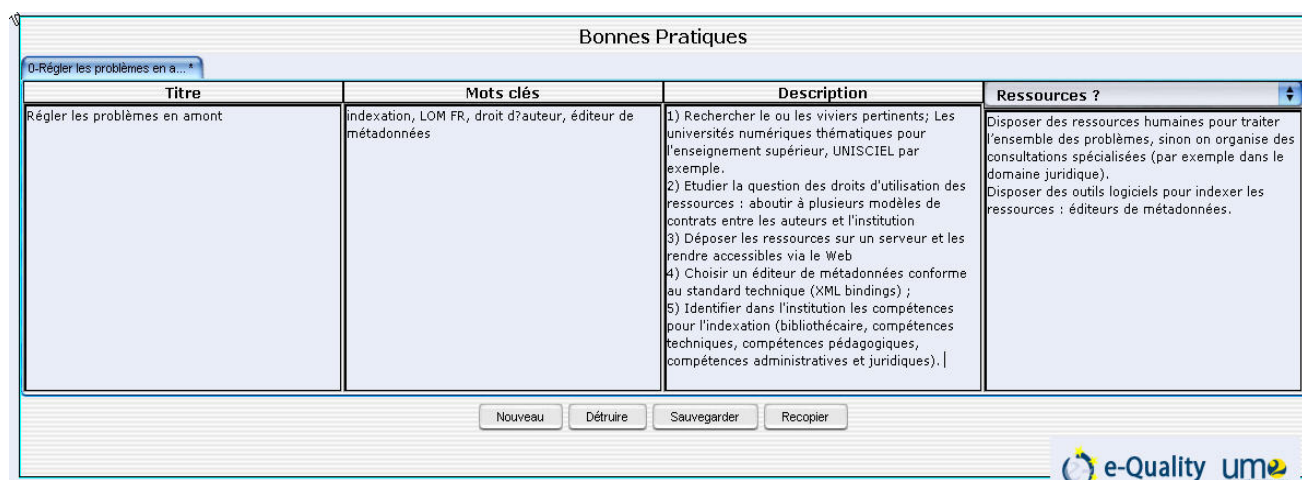 Bonnes Pratiques
0-Régler les problèmes en a... *
Titre
Mots clés
Description
Ressources ?
Régler les problèmes en amont
indexation, LOM FR, droit d?auteur, éditeur de
métadonnées
1) Rechercher le ou les viviers pertinents; Les
universités numériques thématiques pour
l'enseignement supérieur, UNISCIEL par
exemple.
2) Etudier la question des droits d'utilisation des
ressources : aboutir à plusieurs modèles de
contrats entre les auteurs et l'institution
3) Déposer les ressources sur un serveur et les
rendre accessibles via le Web
4) Choisir un éditeur de métadonnées conforme
au standard technique (XML bindings) ;
5) Identifier dans l'institution les compétences
pour l'indexation (bibliothécaire, compétences
techniques, compétences pédagogiques,
compétences administratives et juridiques).
Disposer des ressources humaines pour traiter
l'ensemble des problèmes, sinon on organise des
consultations spécialisées (par exemple dans le
domaine juridique).
Disposer des outils logiciels pour indexer les
ressources : éditeurs de métadonnées.
Nouveau
Détruire
Sauvegarder
Recopier
e-Quality um2